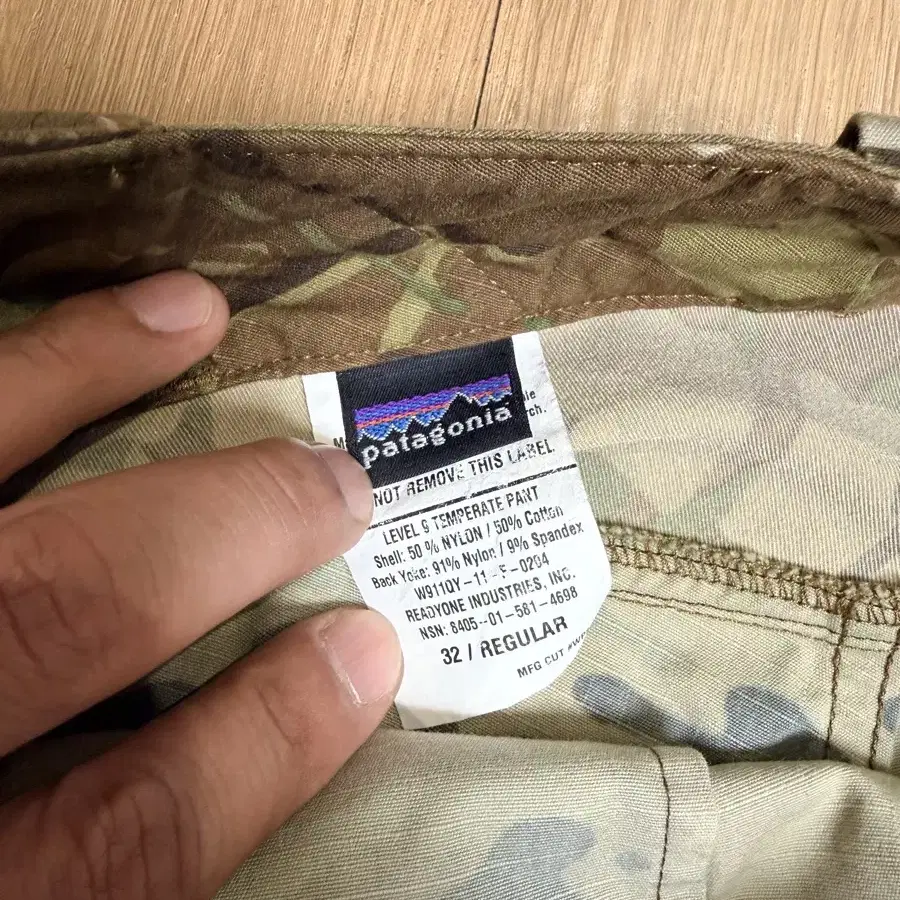 patagonia
NOT REMOVE THIS LABEL
LEVEL 9 TEMPERATE PANT
Shell: 50 % NYLON / 50% Cotton
Back Yoke: 91% Nylon / 9% Spandex
W911QY-11-F-0204
READYONE INDUSTRIES, INC.
NSN: 8405--01-581-4698
32 / REGULAR
MFG CUT